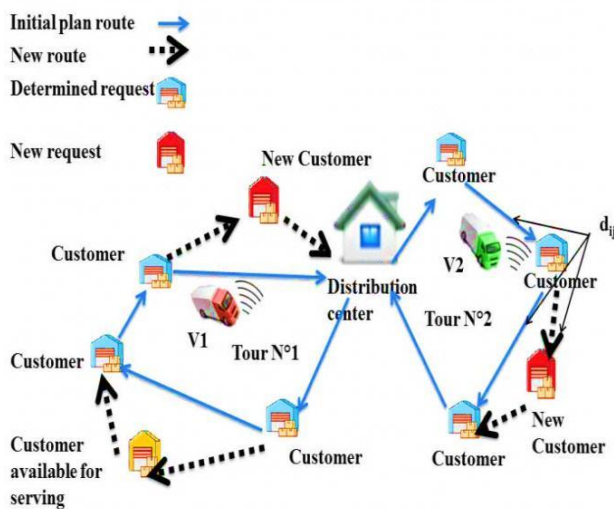 Initial plan route
New route
Determined request
New request
New Customer
Customer
d_ij
Customer
V2
Customer
Distribution
center
V1
Tour N°1
Tour N°2
Customer
Customer
Customer
New
Customer
Customer
available for
serving